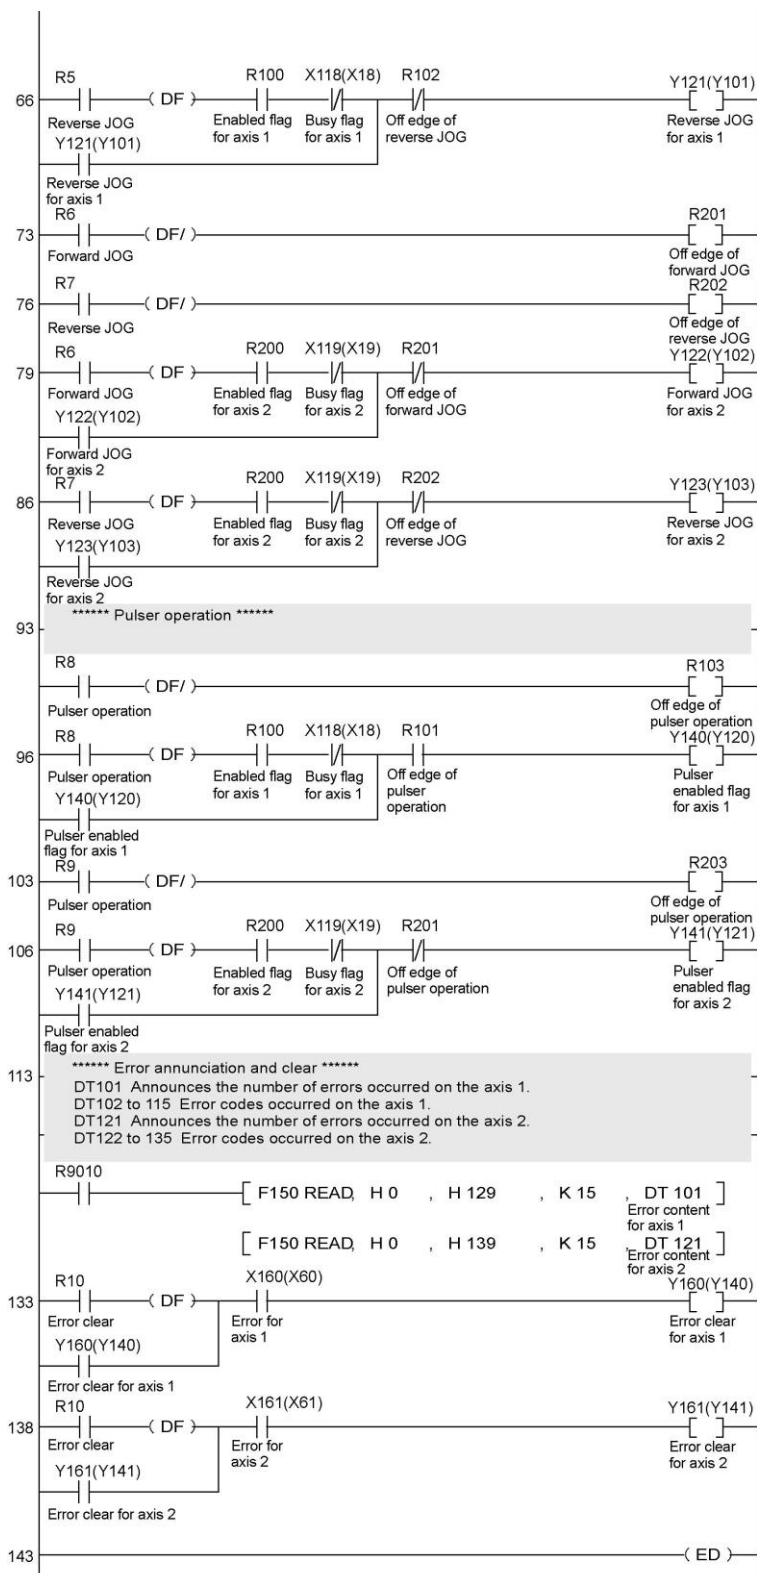 R5 R100 X118(X18) R102 Y121(Y101)
66 ( DF )
Reverse JOG Enabled flag Busy flag Off edge of Reverse JOG
for axis 1 for axis 1 reverse JOG for axis 1
Y121(Y101)
Reverse JOG
for axis 1
R6 R201
73 ( DF/ )
Forward JOG Off edge of
forward JOG
R7 R202
76 ( DF/ )
Reverse JOG Off edge of
reverse JOG
R6 R200 X119(X19) R201 Y122(Y102)
79 ( DF )
Forward JOG Enabled flag Busy flag Off edge of Forward JOG
for axis 2 for axis 2 forward JOG for axis 2
Y122(Y102)
Forward JOG
for axis 2
R7 R200 X119(X19) R202 Y123(Y103)
86 ( DF )
Reverse JOG Enabled flag Busy flag Off edge of Reverse JOG
for axis 2 for axis 2 reverse JOG for axis 2
Y123(Y103)
Reverse JOG
for axis 2
****** Pulser operation ******
93
R8 R103
( DF/ )
Pulser operation Off edge of
pulser operation
R8 R100 X118(X18) R101 Y140(Y120)
96 ( DF )
Pulser operation Enabled flag Busy flag Off edge of Pulser
for axis 1 for axis 1 pulser enabled flag
operation for axis 1
Y140(Y120)
Pulser enabled
flag for axis 1
R9 R203
103 ( DF/ )
Pulser operation Off edge of
pulser operation
R9 R200 X119(X19) R201 Y141(Y121)
106 ( DF )
Pulser operation Enabled flag Busy flag Off edge of Pulser
for axis 2 for axis 2 pulser operation enabled flag
for axis 2
Y141(Y121)
Pulser enabled
flag for axis 2
****** Error annunciation and clear ******
113
DT101 Announces the number of errors occurred on the axis 1.
DT102 to 115 Error codes occurred on the axis 1.
DT121 Announces the number of errors occurred on the axis 2.
DT122 to 135 Error codes occurred on the axis 2.
R9010
[ F150 READ, H 0 , H 129 , K 15 , DT 101 ]
Error content
for axis 1
[ F150 READ, H 0 , H 139 , K 15 , DT 121 ]
Error content
for axis 2
R10 X160(X60) Y160(Y140)
133 ( DF )
Error clear Error for Error clear
axis 1 for axis 1
Y160(Y140)
Error clear for axis 1
R10 X161(X61) Y161(Y141)
138 ( DF )
Error clear Error for Error clear
axis 2 for axis 2
Y161(Y141)
Error clear for axis 2
143 ( ED )